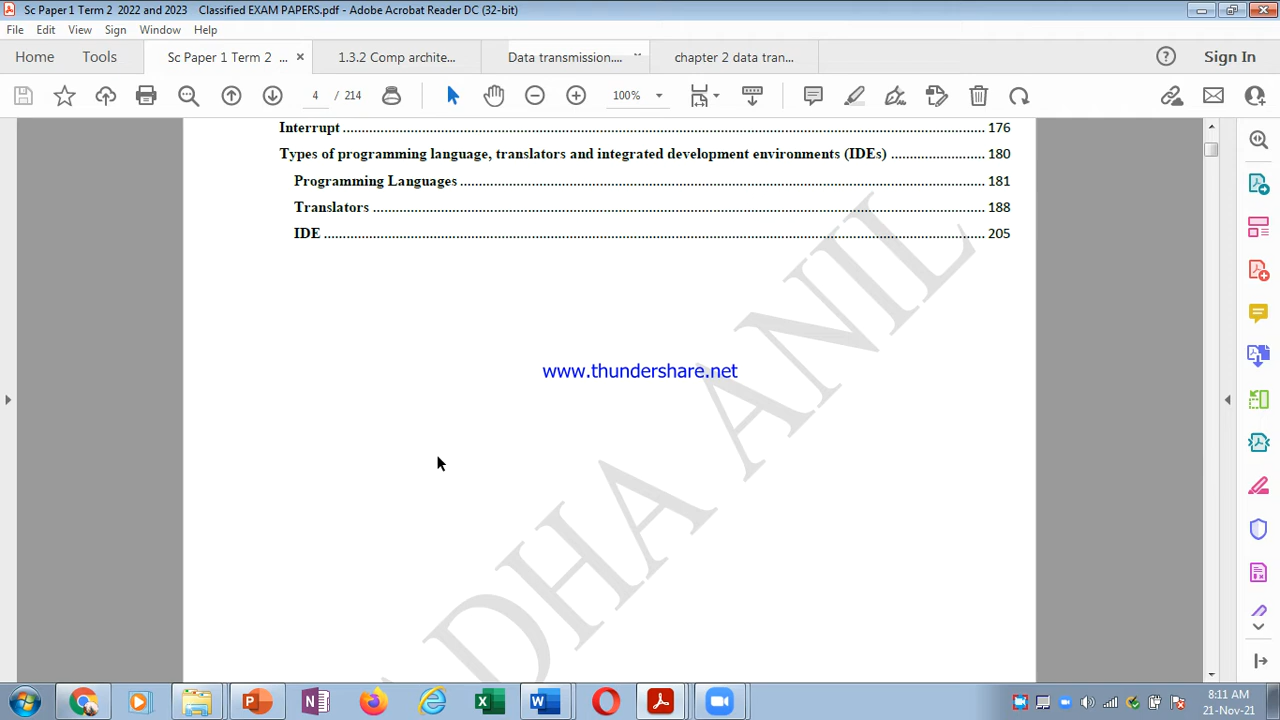 Sc Paper 1 Term 2  2022 and 2023    Classified EXAM PAPERS.pdf - Adobe Acrobat Reader DC (32-bit)
File Edit View Sign Window Help
Home Tools Sc Paper 1 Term 2 ... × 1.3.2 Comp archite... Data transmission.... chapter 2 data tran... Sign In
4 / 214 100%
Interrupt ........ 176
Types of programming language, translators and integrated development environments (IDEs) ........ 180
Programming Languages ........ 181
Translators ........ 188
IDE ........ 205
www.thundershare.net
DHA ANIL
8:11 AM
21-Nov-21